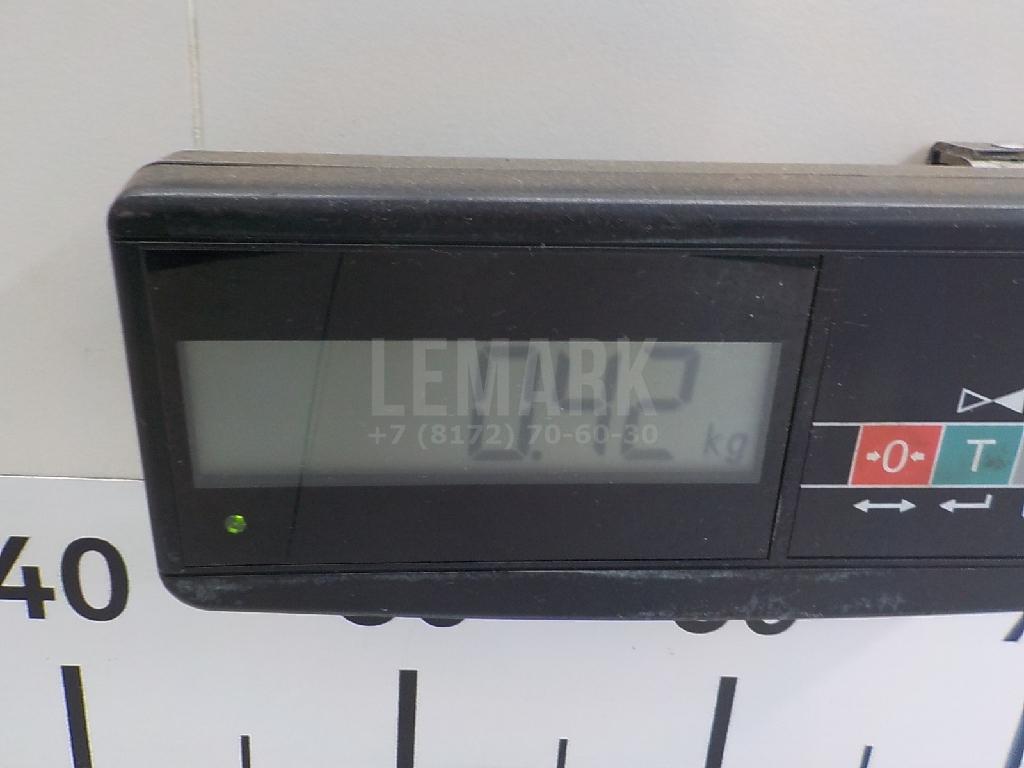 LEMARK
+7 (8172) 70-60-30
0.42 kg
→0← T
40